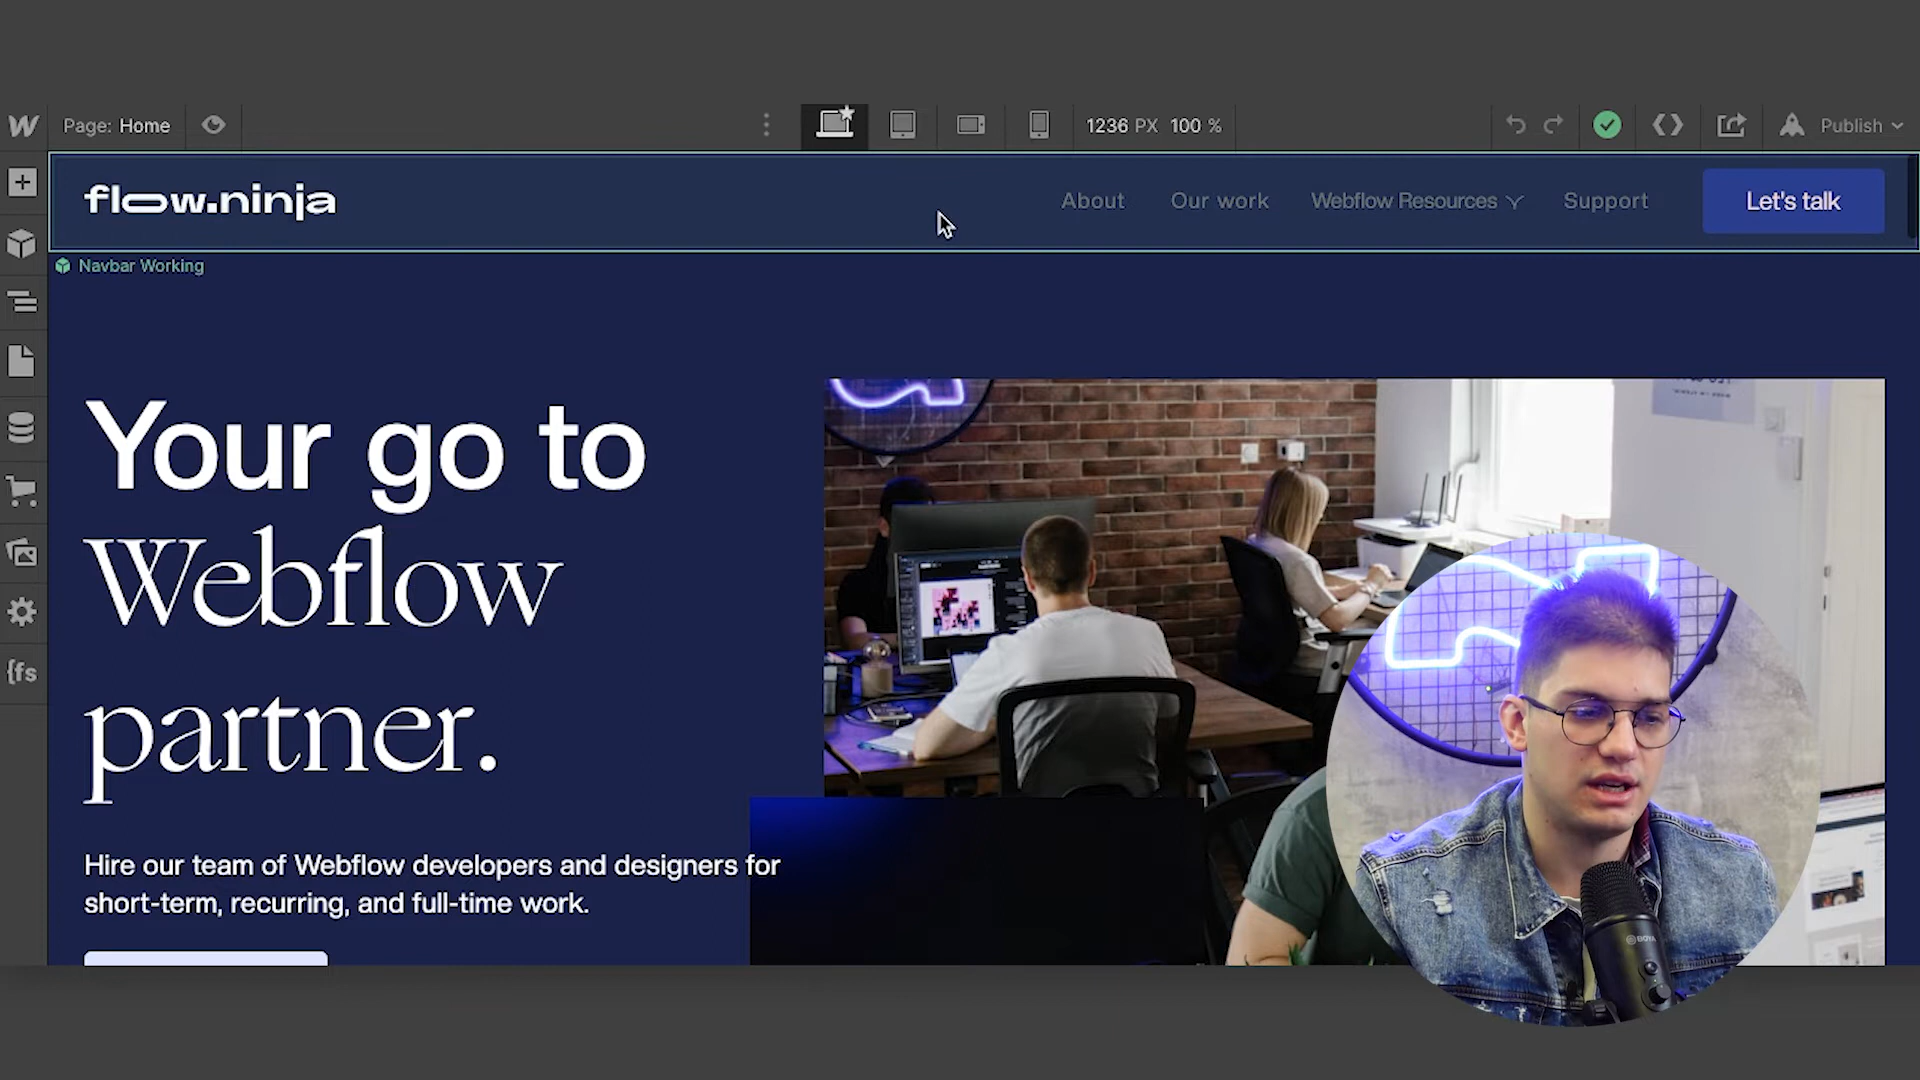 Page: Home
1236 PX 100 %
Publish
flow.ninja
About
Our work
Webflow Resources
Support
Let's talk
Navbar Working
{fs
Your go to
Webflow
partner.
Hire our team of Webflow developers and designers for
short-term, recurring, and full-time work.
BOYA